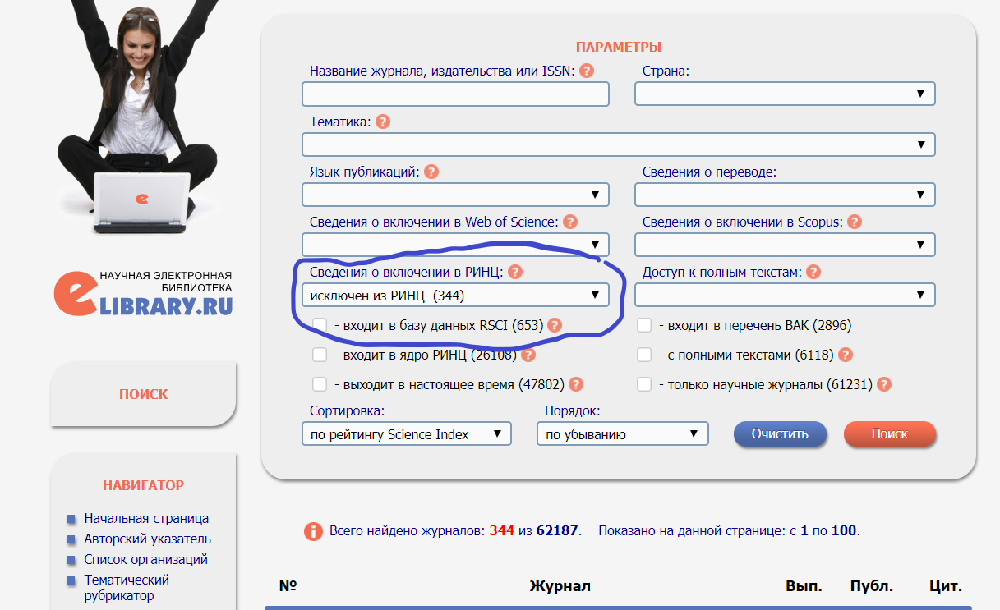 ПАРАМЕТРЫ
Название журнала, издательства или ISSN: ?
Страна:
Тематика: ?
Язык публикаций: ?
Сведения о переводе:
Сведения о включении в Web of Science: ?
Сведения о включении в Scopus: ?
Сведения о включении в РИНЦ: ?
Доступ к полным текстам: ?
исключен из РИНЦ (344)
- входит в базу данных RSCI (653) ?
- входит в перечень ВАК (2896)
- входит в ядро РИНЦ (26108) ?
- с полными текстами (6118) ?
- выходит в настоящее время (47802) ?
- только научные журналы (61231) ?
Сортировка:
Порядок:
по рейтингу Science Index
по убыванию
Очистить
Поиск
e
НАУЧНАЯ ЭЛЕКТРОННАЯ
БИБЛИОТЕКА
eLIBRARY.RU
ПОИСК
НАВИГАТОР
Начальная страница
Авторский указатель
Список организаций
Тематический
рубрикатор
i Всего найдено журналов: 344 из 62187. Показано на данной странице: с 1 по 100.
№ Журнал Вып. Публ. Цит.